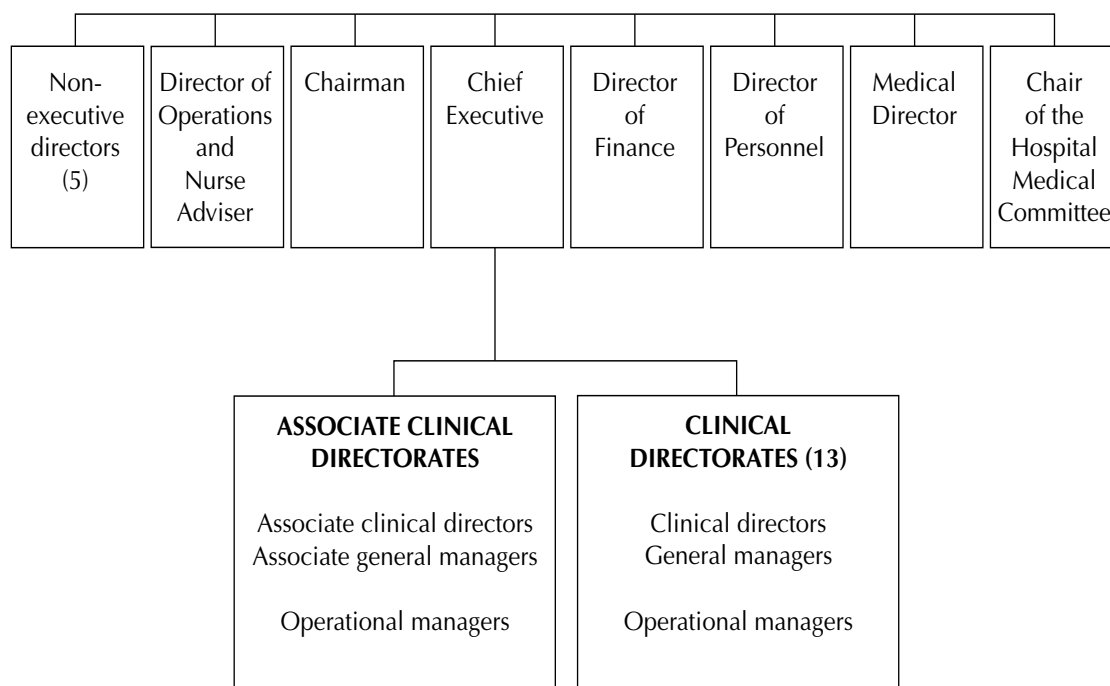 Non-
executive
directors
(5)
Director of
Operations
and
Nurse
Adviser
Chairman
Chief
Executive
Director
of
Finance
Director
of
Personnel
Medical
Director
Chair
of the
Hospital
Medical
Committee
ASSOCIATE CLINICAL
DIRECTORATES
Associate clinical directors
Associate general managers
Operational managers
CLINICAL
DIRECTORATES (13)
Clinical directors
General managers
Operational managers